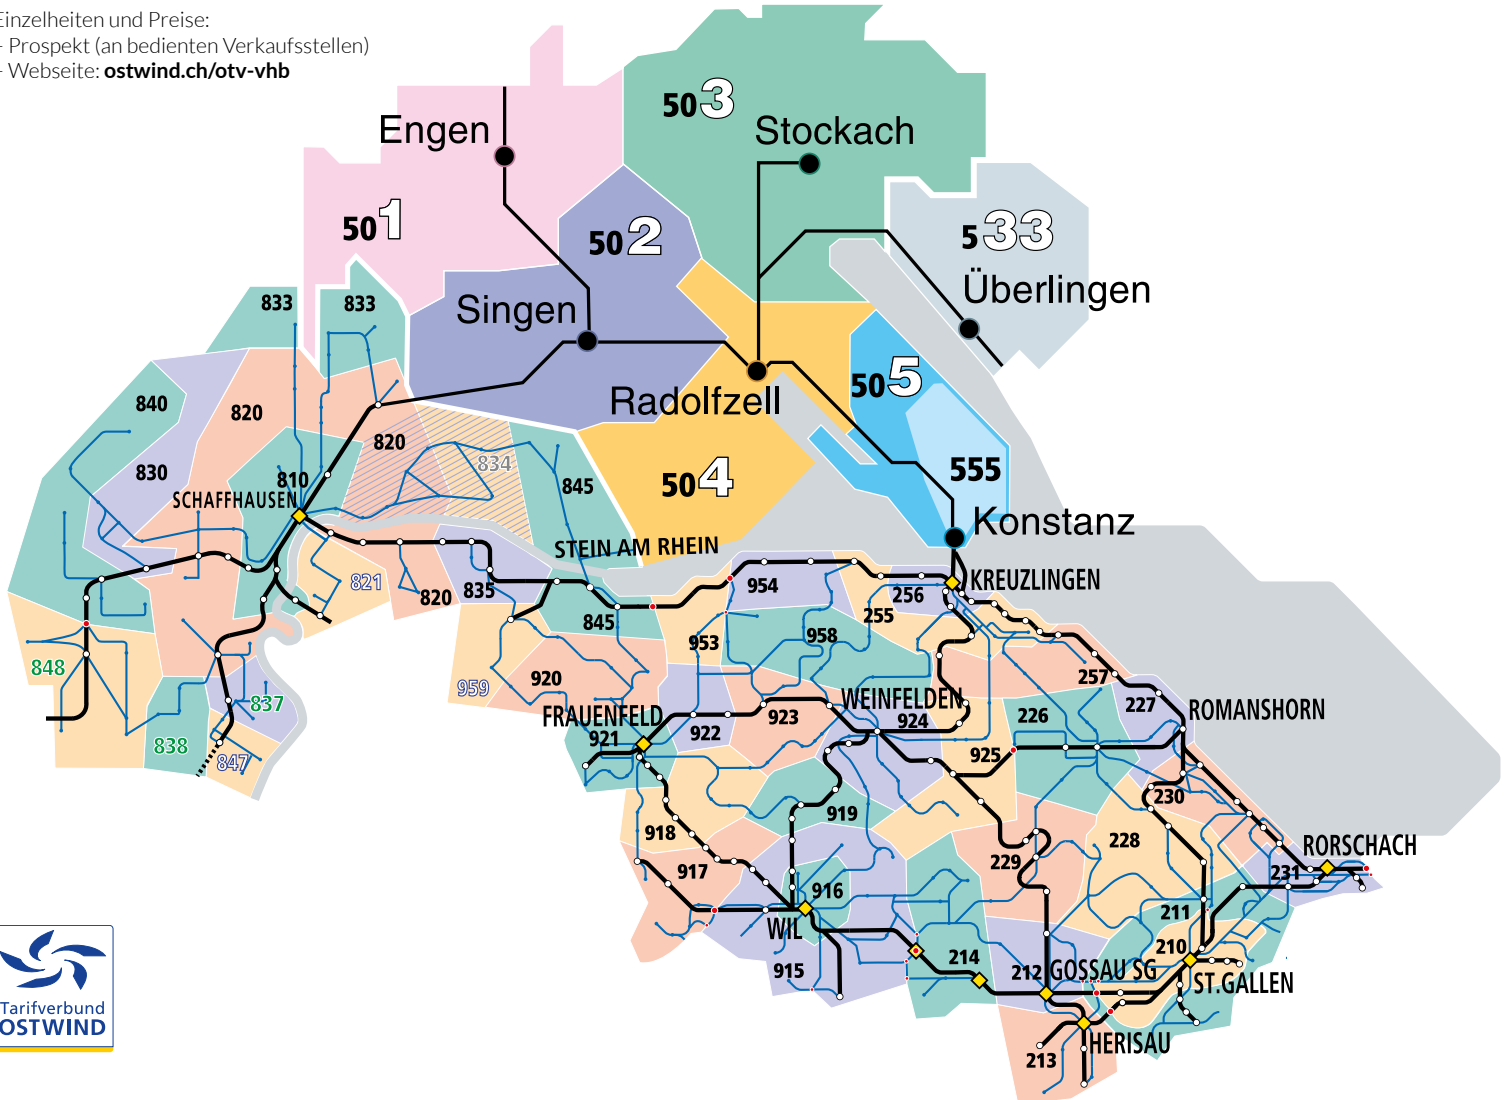 Einzelheiten und Preise:
- Prospekt (an bedienten Verkaufsstellen)
- Webseite: ostwind.ch/otv-vhb
503
Engen
Stockach
501
502
533
Überlingen
833
833
Singen
505
Radolfzell
840
820
820
830
834
555
810
845
504
SCHAFFHAUSEN
Konstanz
STEIN AM RHEIN
KREUZLINGEN
821
820
835
954
256
845
255
953
958
848
959
920
257
837
WEINFELDEN
227
ROMANSHORN
FRAUENFELD
923
924
226
921
922
838
925
847
230
919
918
228
RORSCHACH
229
917
231
916
211
WIL
210
214
915
212
GOSSAU SG
ST.GALLEN
HERISAU
213
Tarifverbund
OSTWIND